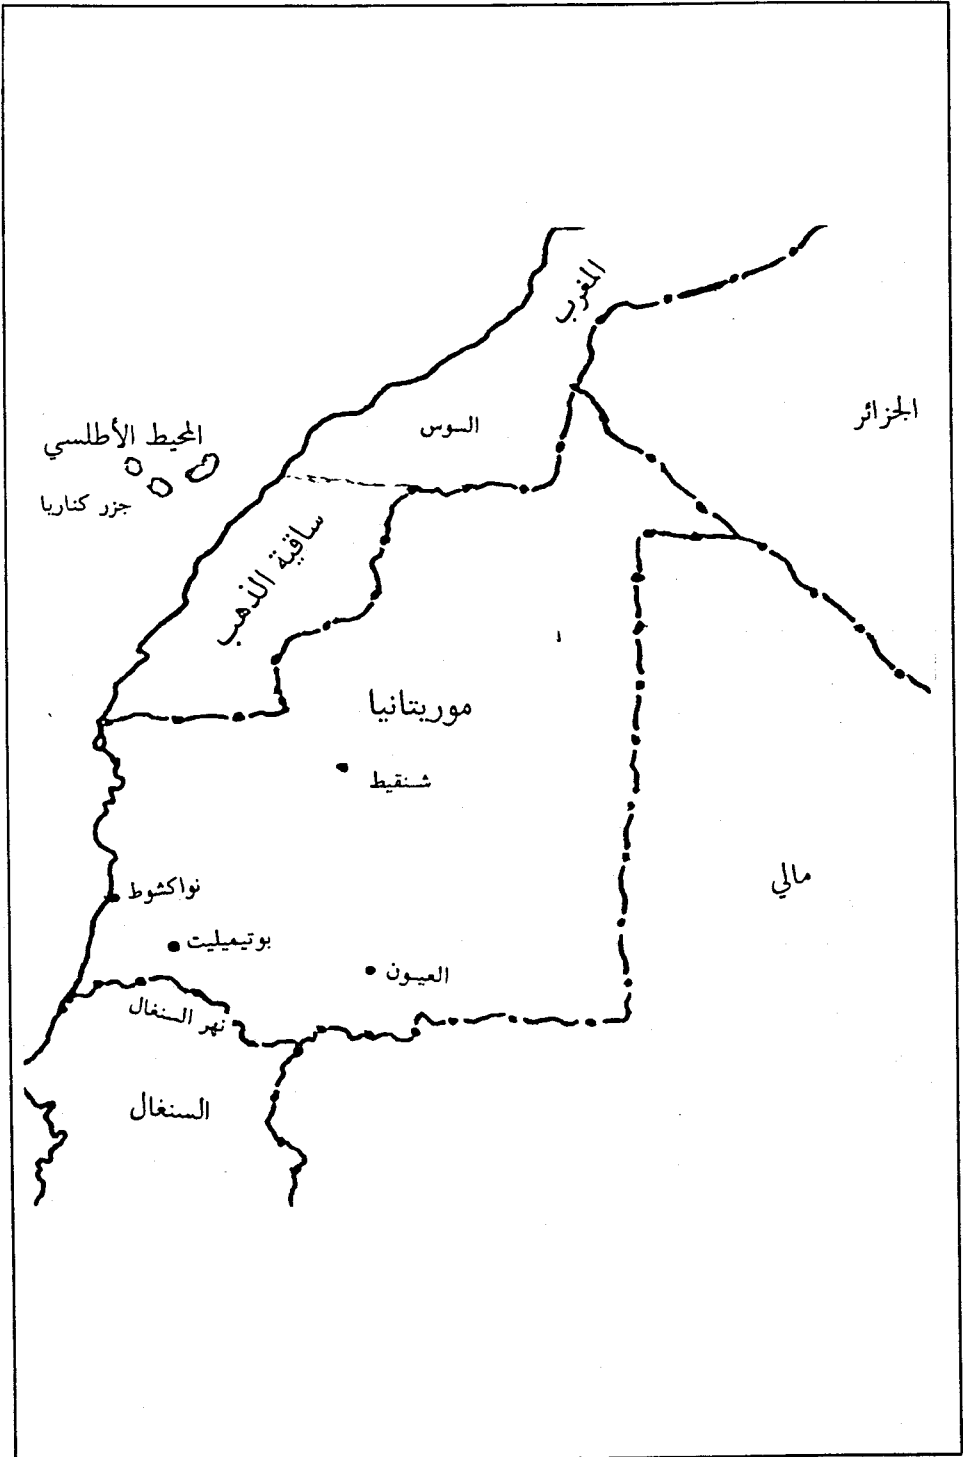 المغرب
الجزائر
السوس
المحيط الأطلسي
جزر كناريا
ساقية الذهب
موريتانيا
شنقيط
مالي
نواكشوط
بوتيميليت
العيون
نهر السنغال
السنغال